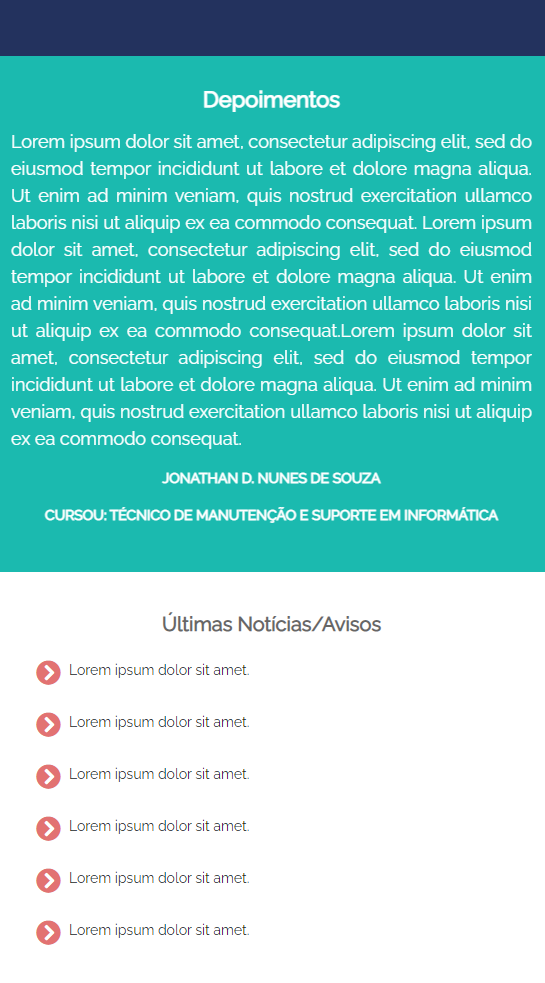 Depoimentos
Lorem ipsum dolor sit amet, consectetur adipiscing elit, sed do
eiusmod tempor incididunt ut labore et dolore magna aliqua.
Ut enim ad minim veniam, quis nostrud exercitation ullamco
laboris nisi ut aliquip ex ea commodo consequat. Lorem ipsum
dolor sit amet, consectetur adipiscing elit, sed do eiusmod
tempor incididunt ut labore et dolore magna aliqua. Ut enim
ad minim veniam, quis nostrud exercitation ullamco laboris nisi
ut aliquip ex ea commodo consequat.Lorem ipsum dolor sit
amet, consectetur adipiscing elit, sed do eiusmod tempor
incididunt ut labore et dolore magna aliqua. Ut enim ad minim
veniam, quis nostrud exercitation ullamco laboris nisi ut aliquip
ex ea commodo consequat.
JONATHAN D. NUNES DE SOUZA
CURSOU: TÉCNICO DE MANUTENÇÃO E SUPORTE EM INFORMÁTICA
Últimas Notícias/Avisos
Lorem ipsum dolor sit amet.
Lorem ipsum dolor sit amet.
Lorem ipsum dolor sit amet.
Lorem ipsum dolor sit amet.
Lorem ipsum dolor sit amet.
Lorem ipsum dolor sit amet.